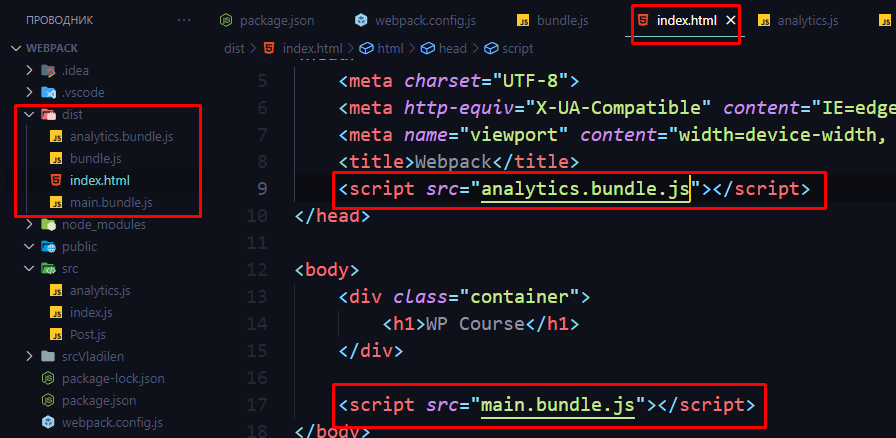 ПРОВОДНИК ...
package.json webpack.config.js bundle.js index.html analytics.js
WEBPACK
dist > index.html > html > head > script
.idea
.vscode
dist
analytics.bundle.js
bundle.js
index.html
main.bundle.js
node_modules
public
src
analytics.js
index.js
Post.js
srcVladilen
package-lock.json
package.json
webpack.config.js
5 <meta charset="UTF-8">
6 <meta http-equiv="X-UA-Compatible" content="IE=edge
7 <meta name="viewport" content="width=device-width,
8 <title>Webpack</title>
9 <script src="analytics.bundle.js"></script>
10 </head>
11
12 <body>
13 <div class="container">
14 <h1>WP Course</h1>
15 </div>
16
17 <script src="main.bundle.js"></script>
18 </body>